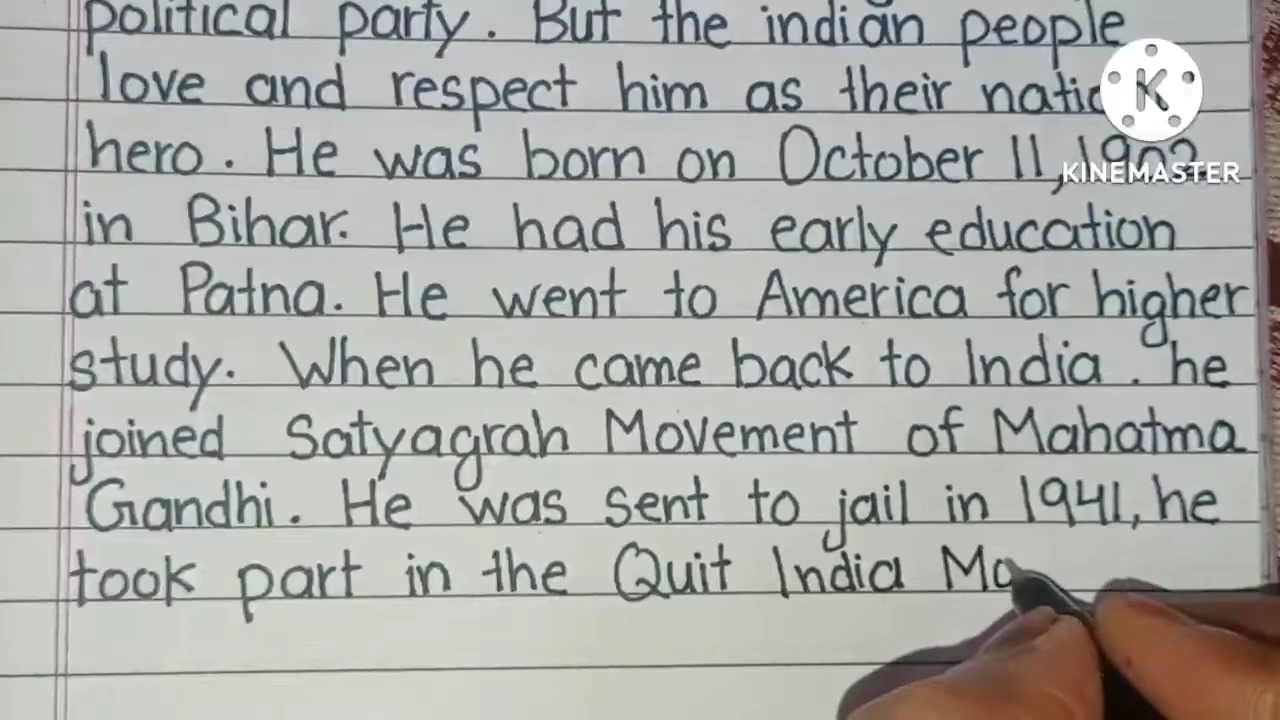 political party. But the indian people
love and respect him as their
hero. He was born on October 11, 1902
in Bihar. He had his early education
at Patna. He went to America for higher
study. When he came back to India. he
joined Satyagrah Movement of Mahatma
Gandhi. He was sent to jail in 1941, he
took part in the Quit India Mo
K
KINEMASTER